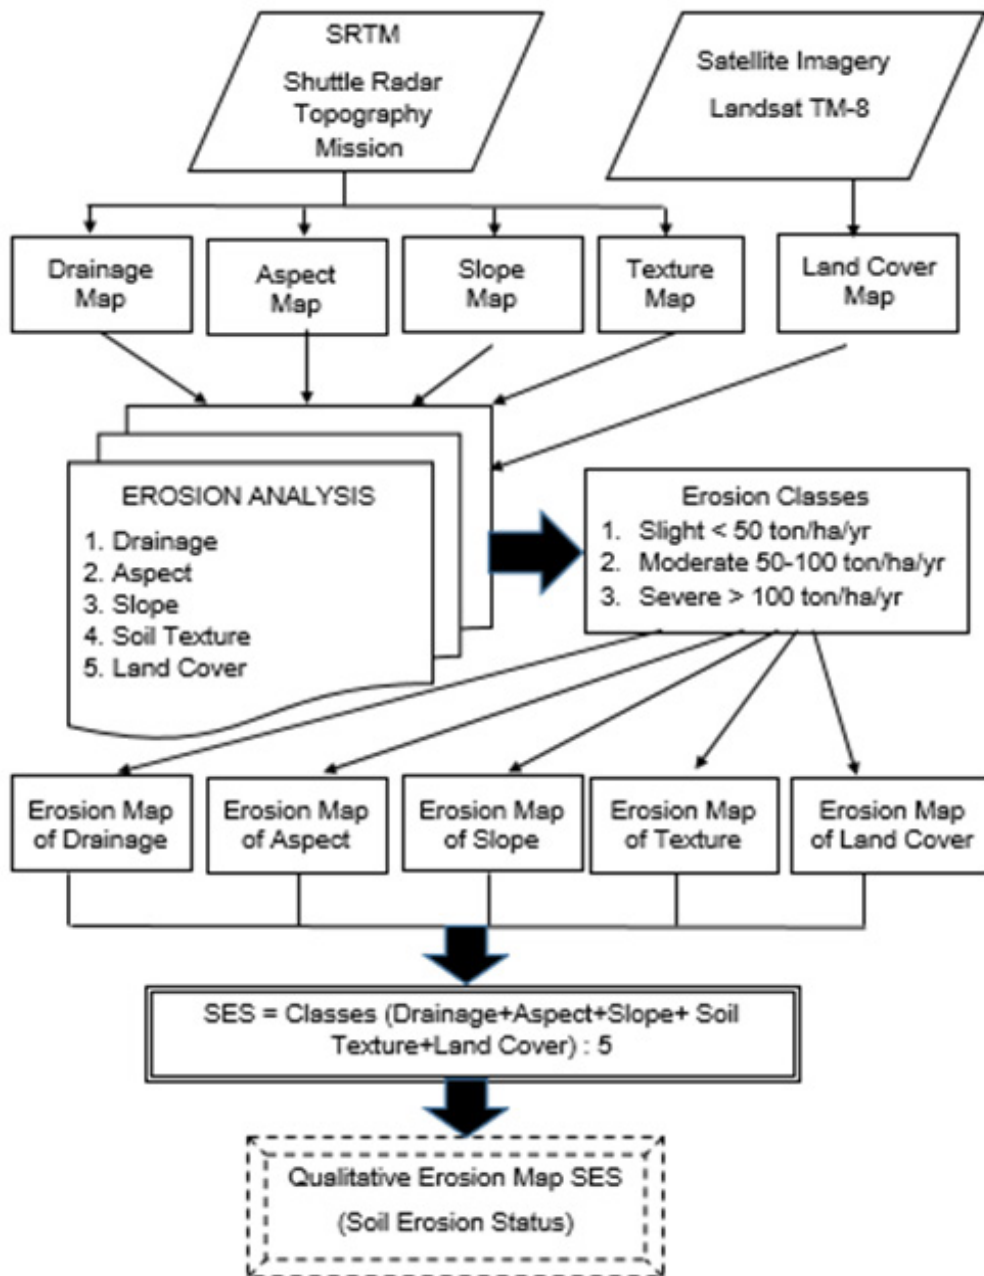 SRTM
Shuttle Radar
Topography
Mission
Satellite Imagery
Landsat TM-8
Drainage
Map
Aspect
Map
Slope
Map
Texture
Map
Land Cover
Map
EROSION ANALYSIS
1. Drainage
2. Aspect
3. Slope
4. Soil Texture
5. Land Cover
Erosion Classes
1. Slight < 50 ton/ha/yr
2. Moderate 50-100 ton/ha/yr
3. Severe > 100 ton/ha/yr
Erosion Map
of Drainage
Erosion Map
of Aspect
Erosion Map
of Slope
Erosion Map
of Texture
Erosion Map
of Land Cover
SES = Classes (Drainage+Aspect+Slope+ Soil
Texture+Land Cover) : 5
Qualitative Erosion Map SES
(Soil Erosion Status)